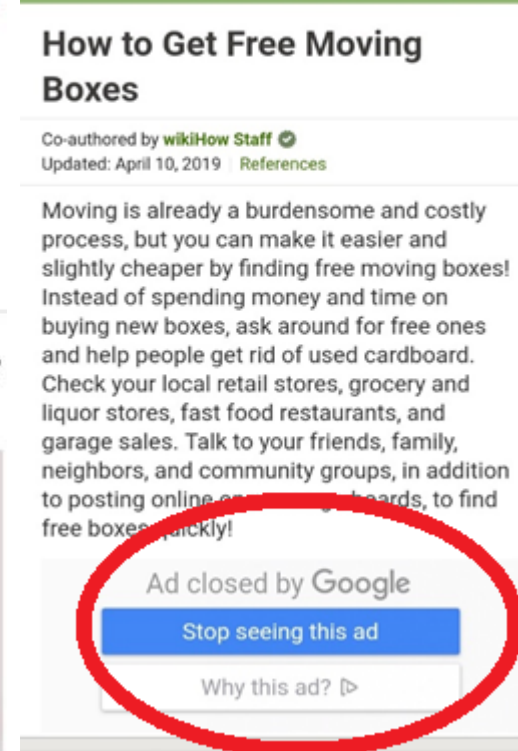 How to Get Free Moving
Boxes
Co-authored by wikiHow Staff
Updated: April 10, 2019 References
Moving is already a burdensome and costly
process, but you can make it easier and
slightly cheaper by finding free moving boxes!
Instead of spending money and time on
buying new boxes, ask around for free ones
and help people get rid of used cardboard.
Check your local retail stores, grocery and
liquor stores, fast food restaurants, and
garage sales. Talk to your friends, family,
neighbors, and community groups, in addition
to posting online to find
free boxes quickly!
Ad closed by Google
Stop seeing this ad
Why this ad?